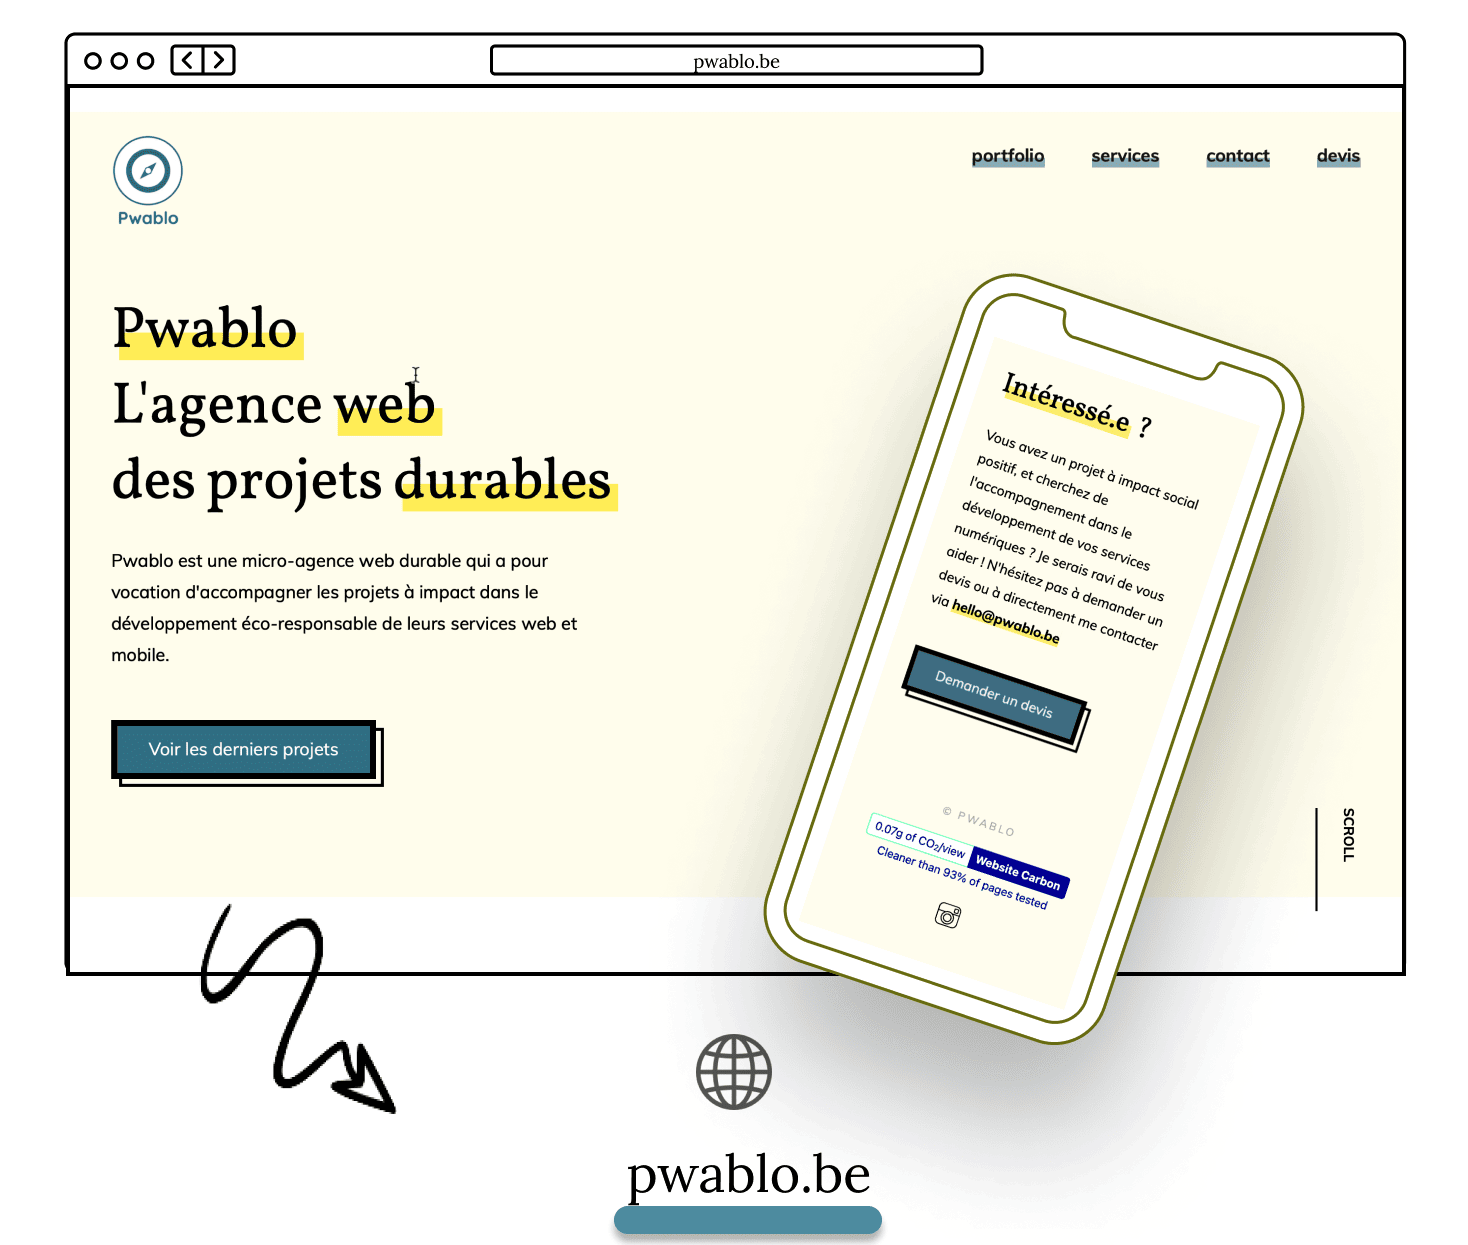 pwablo.be
Pwablo
portfolio services contact devis
Pwablo
L'agence web
des projets durables
Pwablo est une micro-agence web durable qui a pour
vocation d'accompagner les projets à impact dans le
développement éco-responsable de leurs services web et
mobile.
Voir les derniers projets
Intéressé.e ?
Vous avez un projet à impact social
positif, et cherchez de
l'accompagnement dans le
développement de vos services
numériques ? Je serais ravi de vous
aider ! N'hésitez pas à demander un
devis ou à directement me contacter
via hello@pwablo.be
Demander un devis
© PWABLO
0.07g of CO₂/view Website Carbon
Cleaner than 93% of pages tested
SCROLL
pwablo.be